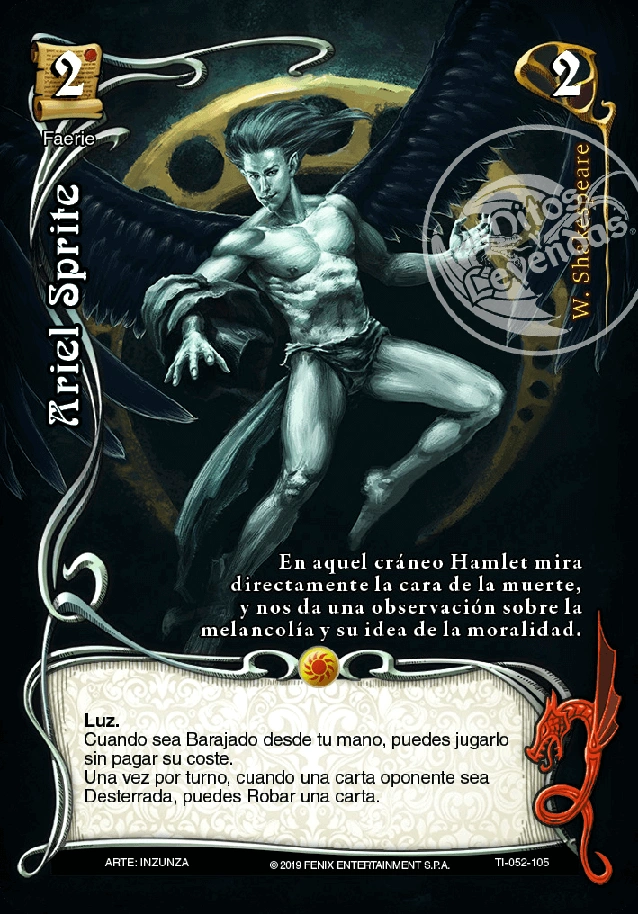 2
2
Faerie
Ariel Sprite
W. Shakespeare
Mitos
Leyendas
En aquel cráneo Hamlet mira
directamente la cara de la muerte,
y nos da una observación sobre la
melancolía y su idea de la moralidad.
Luz.
Cuando sea Barajado desde tu mano, puedes jugarlo
sin pagar su coste.
Una vez por turno, cuando una carta oponente sea
Desterrada, puedes Robar una carta.
ARTE: INZUNZA
© 2019 FENIX ENTERTAINMENT S.P.A.
TI-052-105